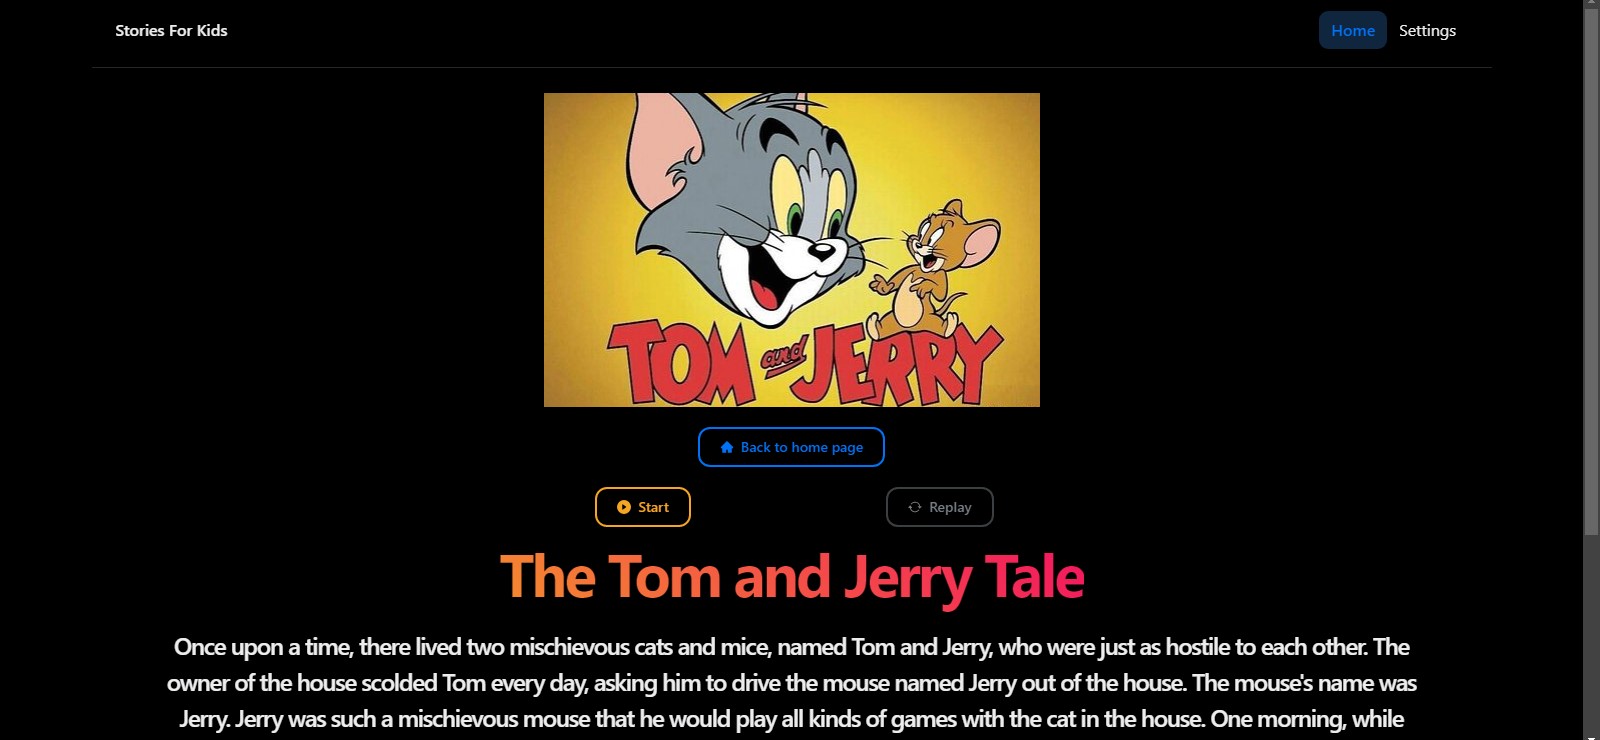 Stories For Kids
Home
Settings
TOM and JERRY
Back to home page
Start
Replay
The Tom and Jerry Tale
Once upon a time, there lived two mischievous cats and mice, named Tom and Jerry, who were just as hostile to each other. The
owner of the house scolded Tom every day, asking him to drive the mouse named Jerry out of the house. The mouse's name was
Jerry. Jerry was such a mischievous mouse that he would play all kinds of games with the cat in the house. One morning, while